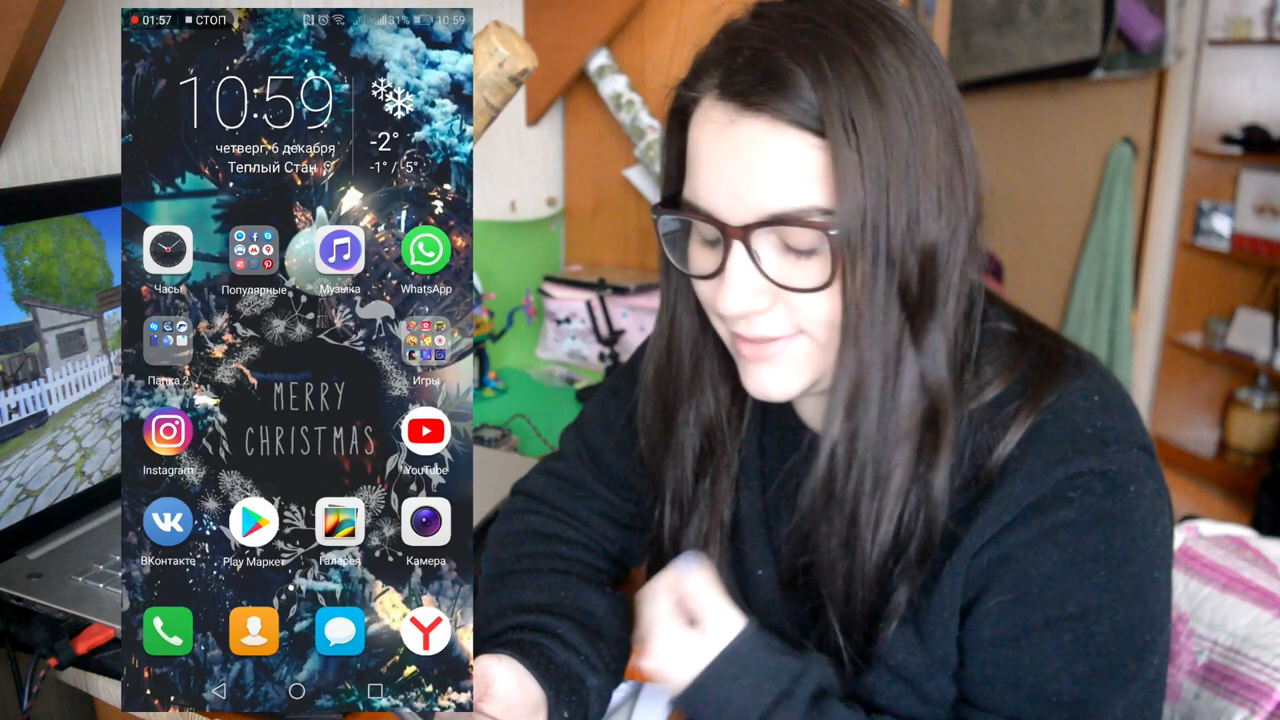 01:57 СТОП 31% 10:59
10:59
четверг, 6 декабря
Теплый Стан
-2°
-1° / -5°
Часы Популярные Музыка WhatsApp
Папка 2 Игры
MERRY
CHRISTMAS
Instagram YouTube
ВКонтакте Play Маркет Галерея Камера